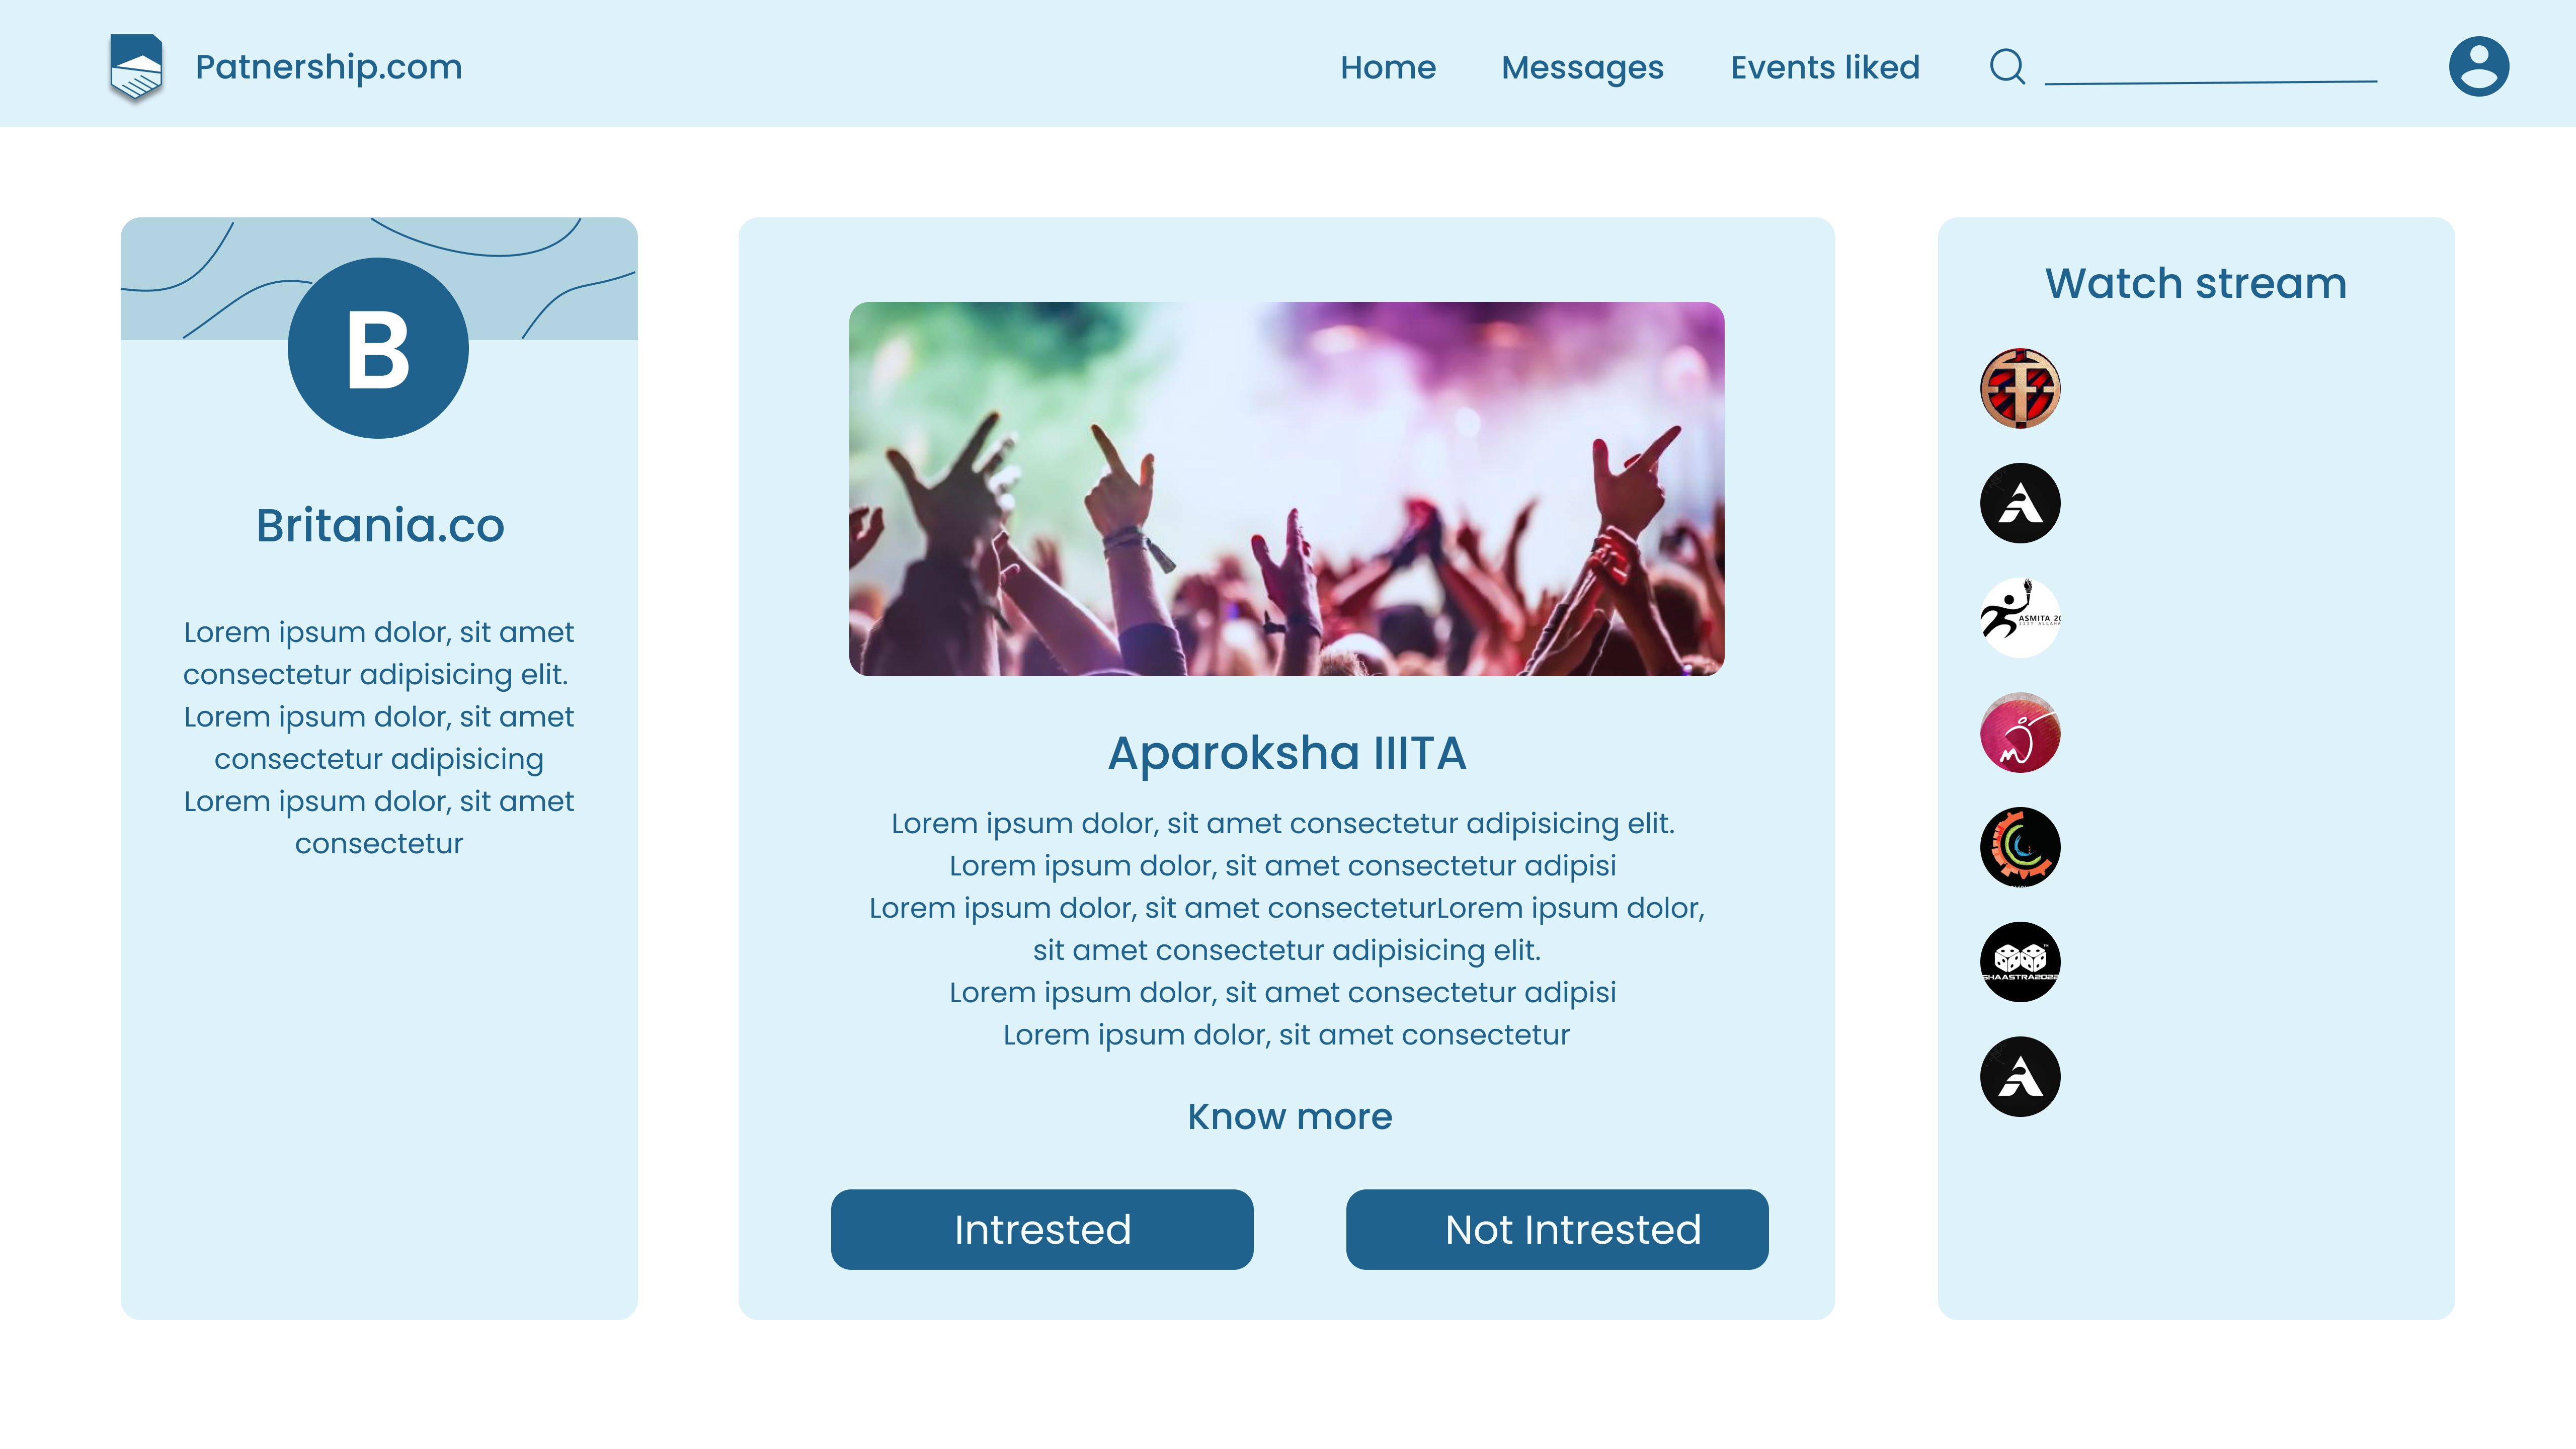 Patnership.com
Home
Messages
Events liked
B
Britania.co
Lorem ipsum dolor, sit amet
consectetur adipisicing elit.
Lorem ipsum dolor, sit amet
consectetur adipisicing
Lorem ipsum dolor, sit amet
consectetur
Aparoksha IIITA
Lorem ipsum dolor, sit amet consectetur adipisicing elit.
Lorem ipsum dolor, sit amet consectetur adipisi
Lorem ipsum dolor, sit amet consecteturLorem ipsum dolor,
sit amet consectetur adipisicing elit.
Lorem ipsum dolor, sit amet consectetur adipisi
Lorem ipsum dolor, sit amet consectetur
Know more
Intrested
Not Intrested
Watch stream
ASMITA 20
IIIT ALLAHA
SHAASTRA2022